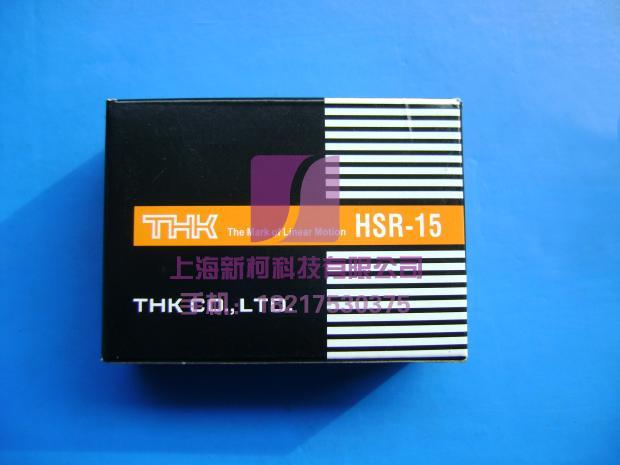 THK The Mark of Linear Motion HSR-15
上海新柯科技有限公司
THK CO., LTD.
手机：18217530375